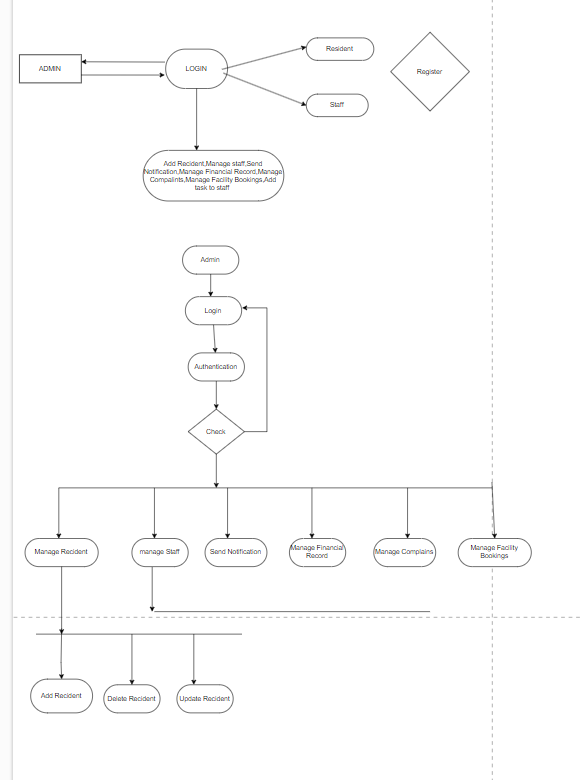 Resident
ADMIN
LOGIN
Register
Staff
Add Recident,Manage staff,Send
Notification,Manage Financial Record,Manage
Compaints,Manage Facility Bookings,Add
task to staff
Admin
Login
Authentication
Check
Manage Recident
manage Staff
Send Notification
Manage Financial
Record
Manage Complains
Manage Facility
Bookings
Add Recident
Delete Recident
Update Recident